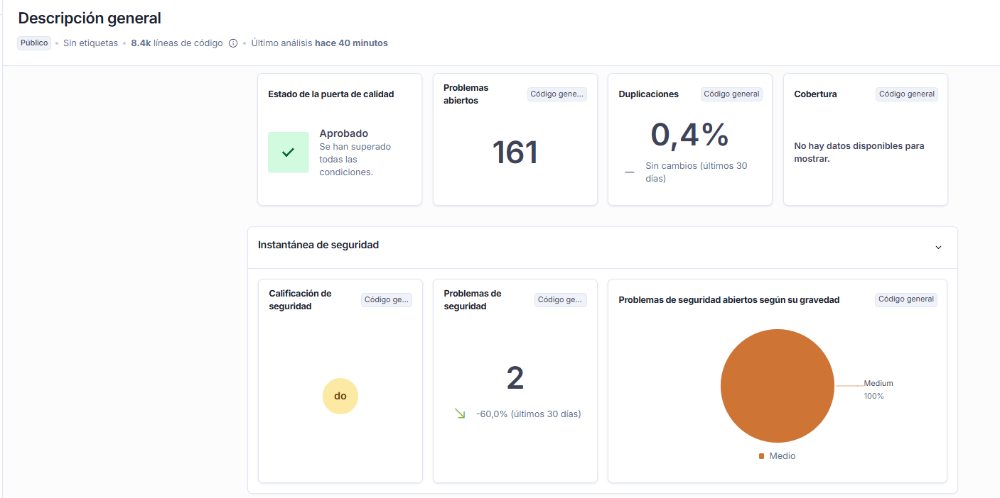 Descripción general
Público • Sin etiquetas • 8.4k líneas de código • Último análisis hace 40 minutos
Estado de la puerta de calidad
Aprobado
Se han superado
todas las
condiciones.
Problemas
abiertos
Código gene...
161
Duplicaciones
Código general
0,4%
Sin cambios (últimos 30
días)
Cobertura
Código general
No hay datos disponibles para
mostrar.
Instantánea de seguridad
Calificación de
seguridad
Código ge...
do
Problemas de
seguridad
Código ge...
2
-60,0% (últimos 30 días)
Problemas de seguridad abiertos según su gravedad
Código general
Medium
100%
Medio